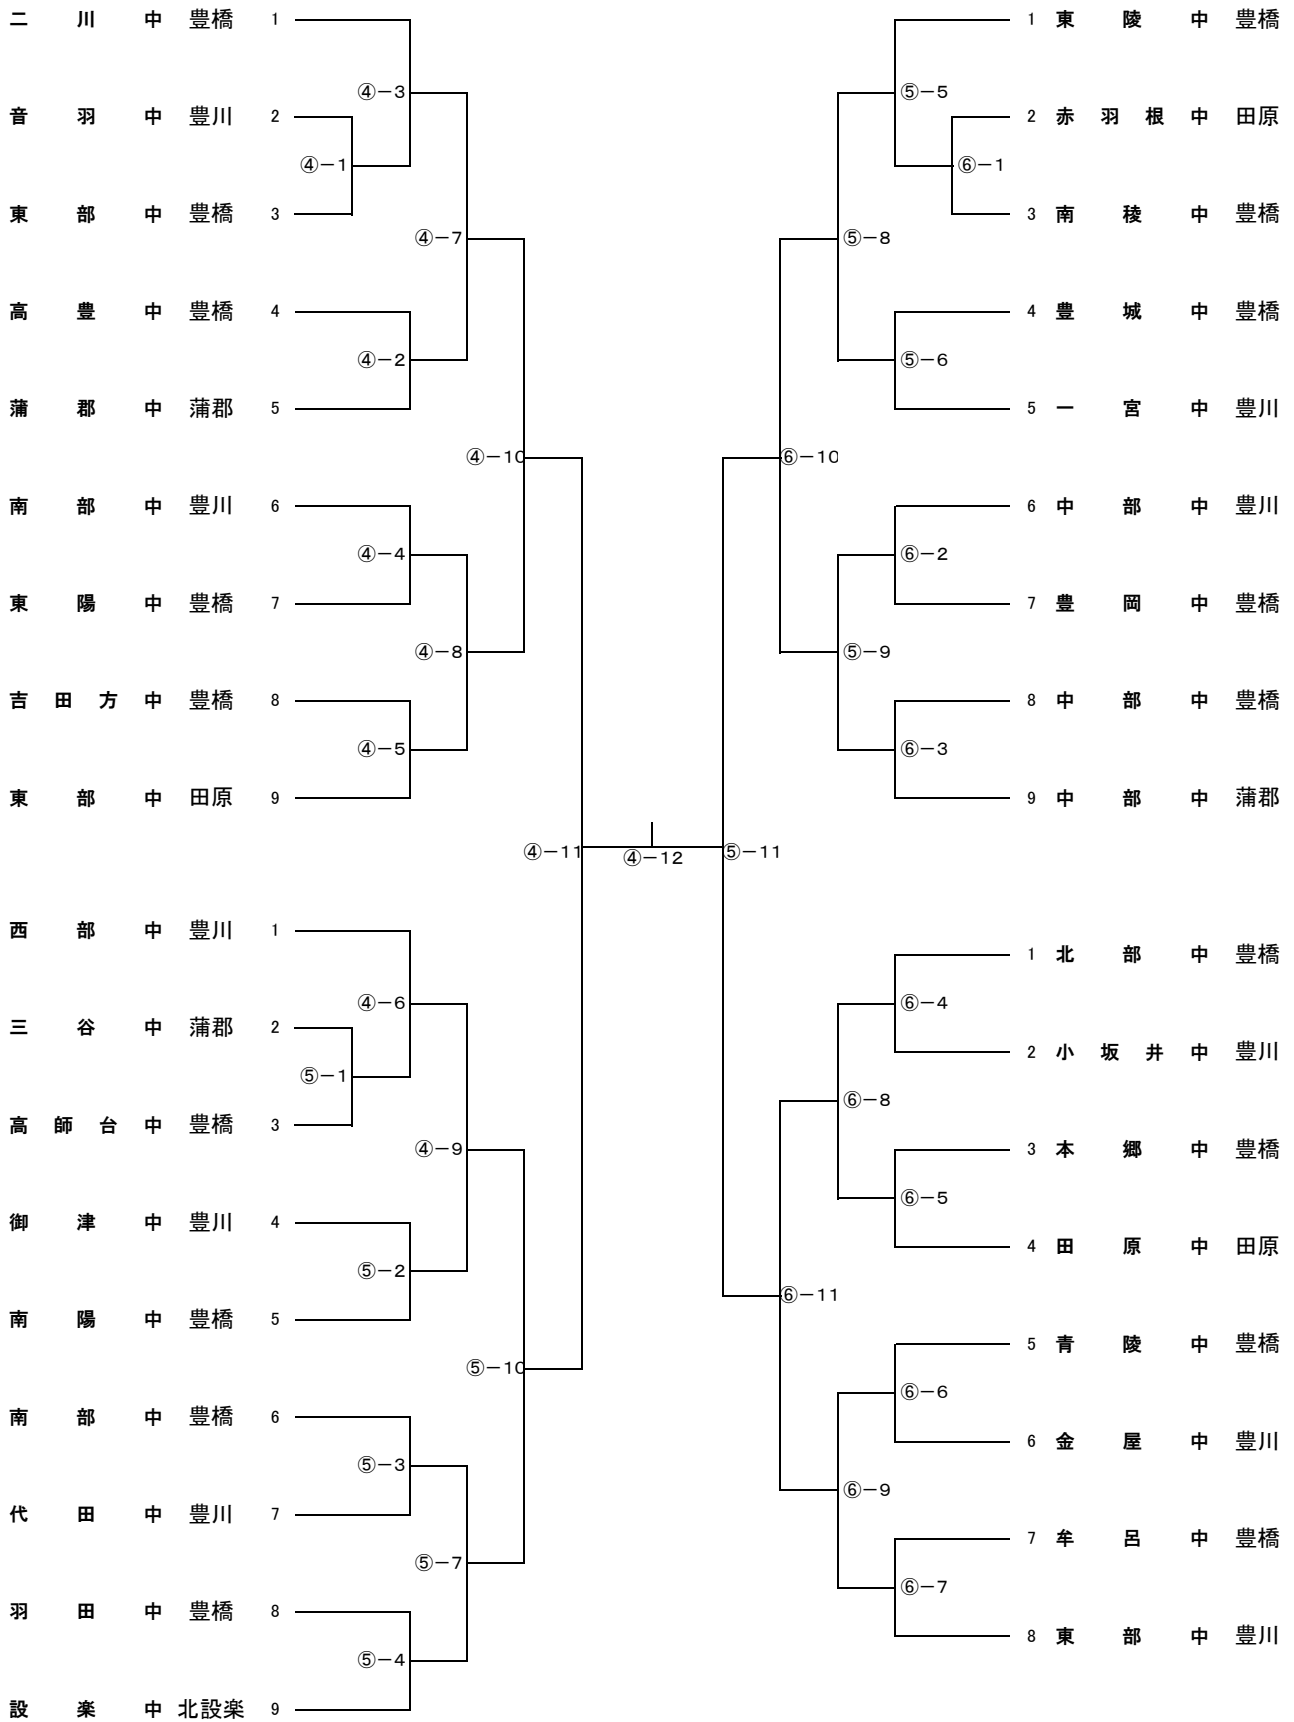 二川中 豊橋 1
④－3
音羽中 豊川 2
④－1
東部中 豊橋 3
④－7
高豊中 豊橋 4
④－2
蒲郡中 蒲郡 5
④－10
南部中 豊川 6
④－4
東陽中 豊橋 7
④－8
吉田方中 豊橋 8
④－5
東部中 田原 9
④－11
西部中 豊川 1
④－6
三谷中 蒲郡 2
⑤－1
高師台中 豊橋 3
④－9
御津中 豊川 4
⑤－2
南陽中 豊橋 5
⑤－10
南部中 豊橋 6
⑤－3
代田中 豊川 7
⑤－7
羽田中 豊橋 8
⑤－4
設楽中 北設楽 9
④－12
1 東陵中 豊橋
⑤－5
2 赤羽根中 田原
⑥－1
3 南稜中 豊橋
⑤－8
4 豊城中 豊橋
⑤－6
5 一宮中 豊川
⑥－10
6 中部中 豊川
⑥－2
7 豊岡中 豊橋
⑤－9
8 中部中 豊橋
⑥－3
9 中部中 蒲郡
⑤－11
1 北部中 豊橋
⑥－4
2 小坂井中 豊川
⑥－8
3 本郷中 豊橋
⑥－5
4 田原中 田原
⑥－11
5 青陵中 豊橋
⑥－6
6 金屋中 豊川
⑥－9
7 牟呂中 豊橋
⑥－7
8 東部中 豊川